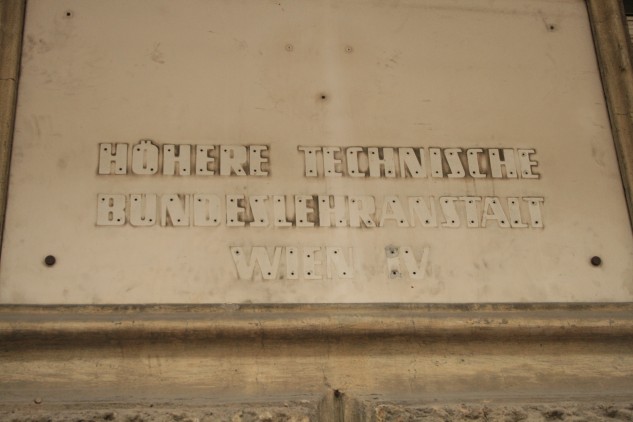 HÖHERE TECHNISCHE
BUNDESLEHRANSTALT
WIEN IV